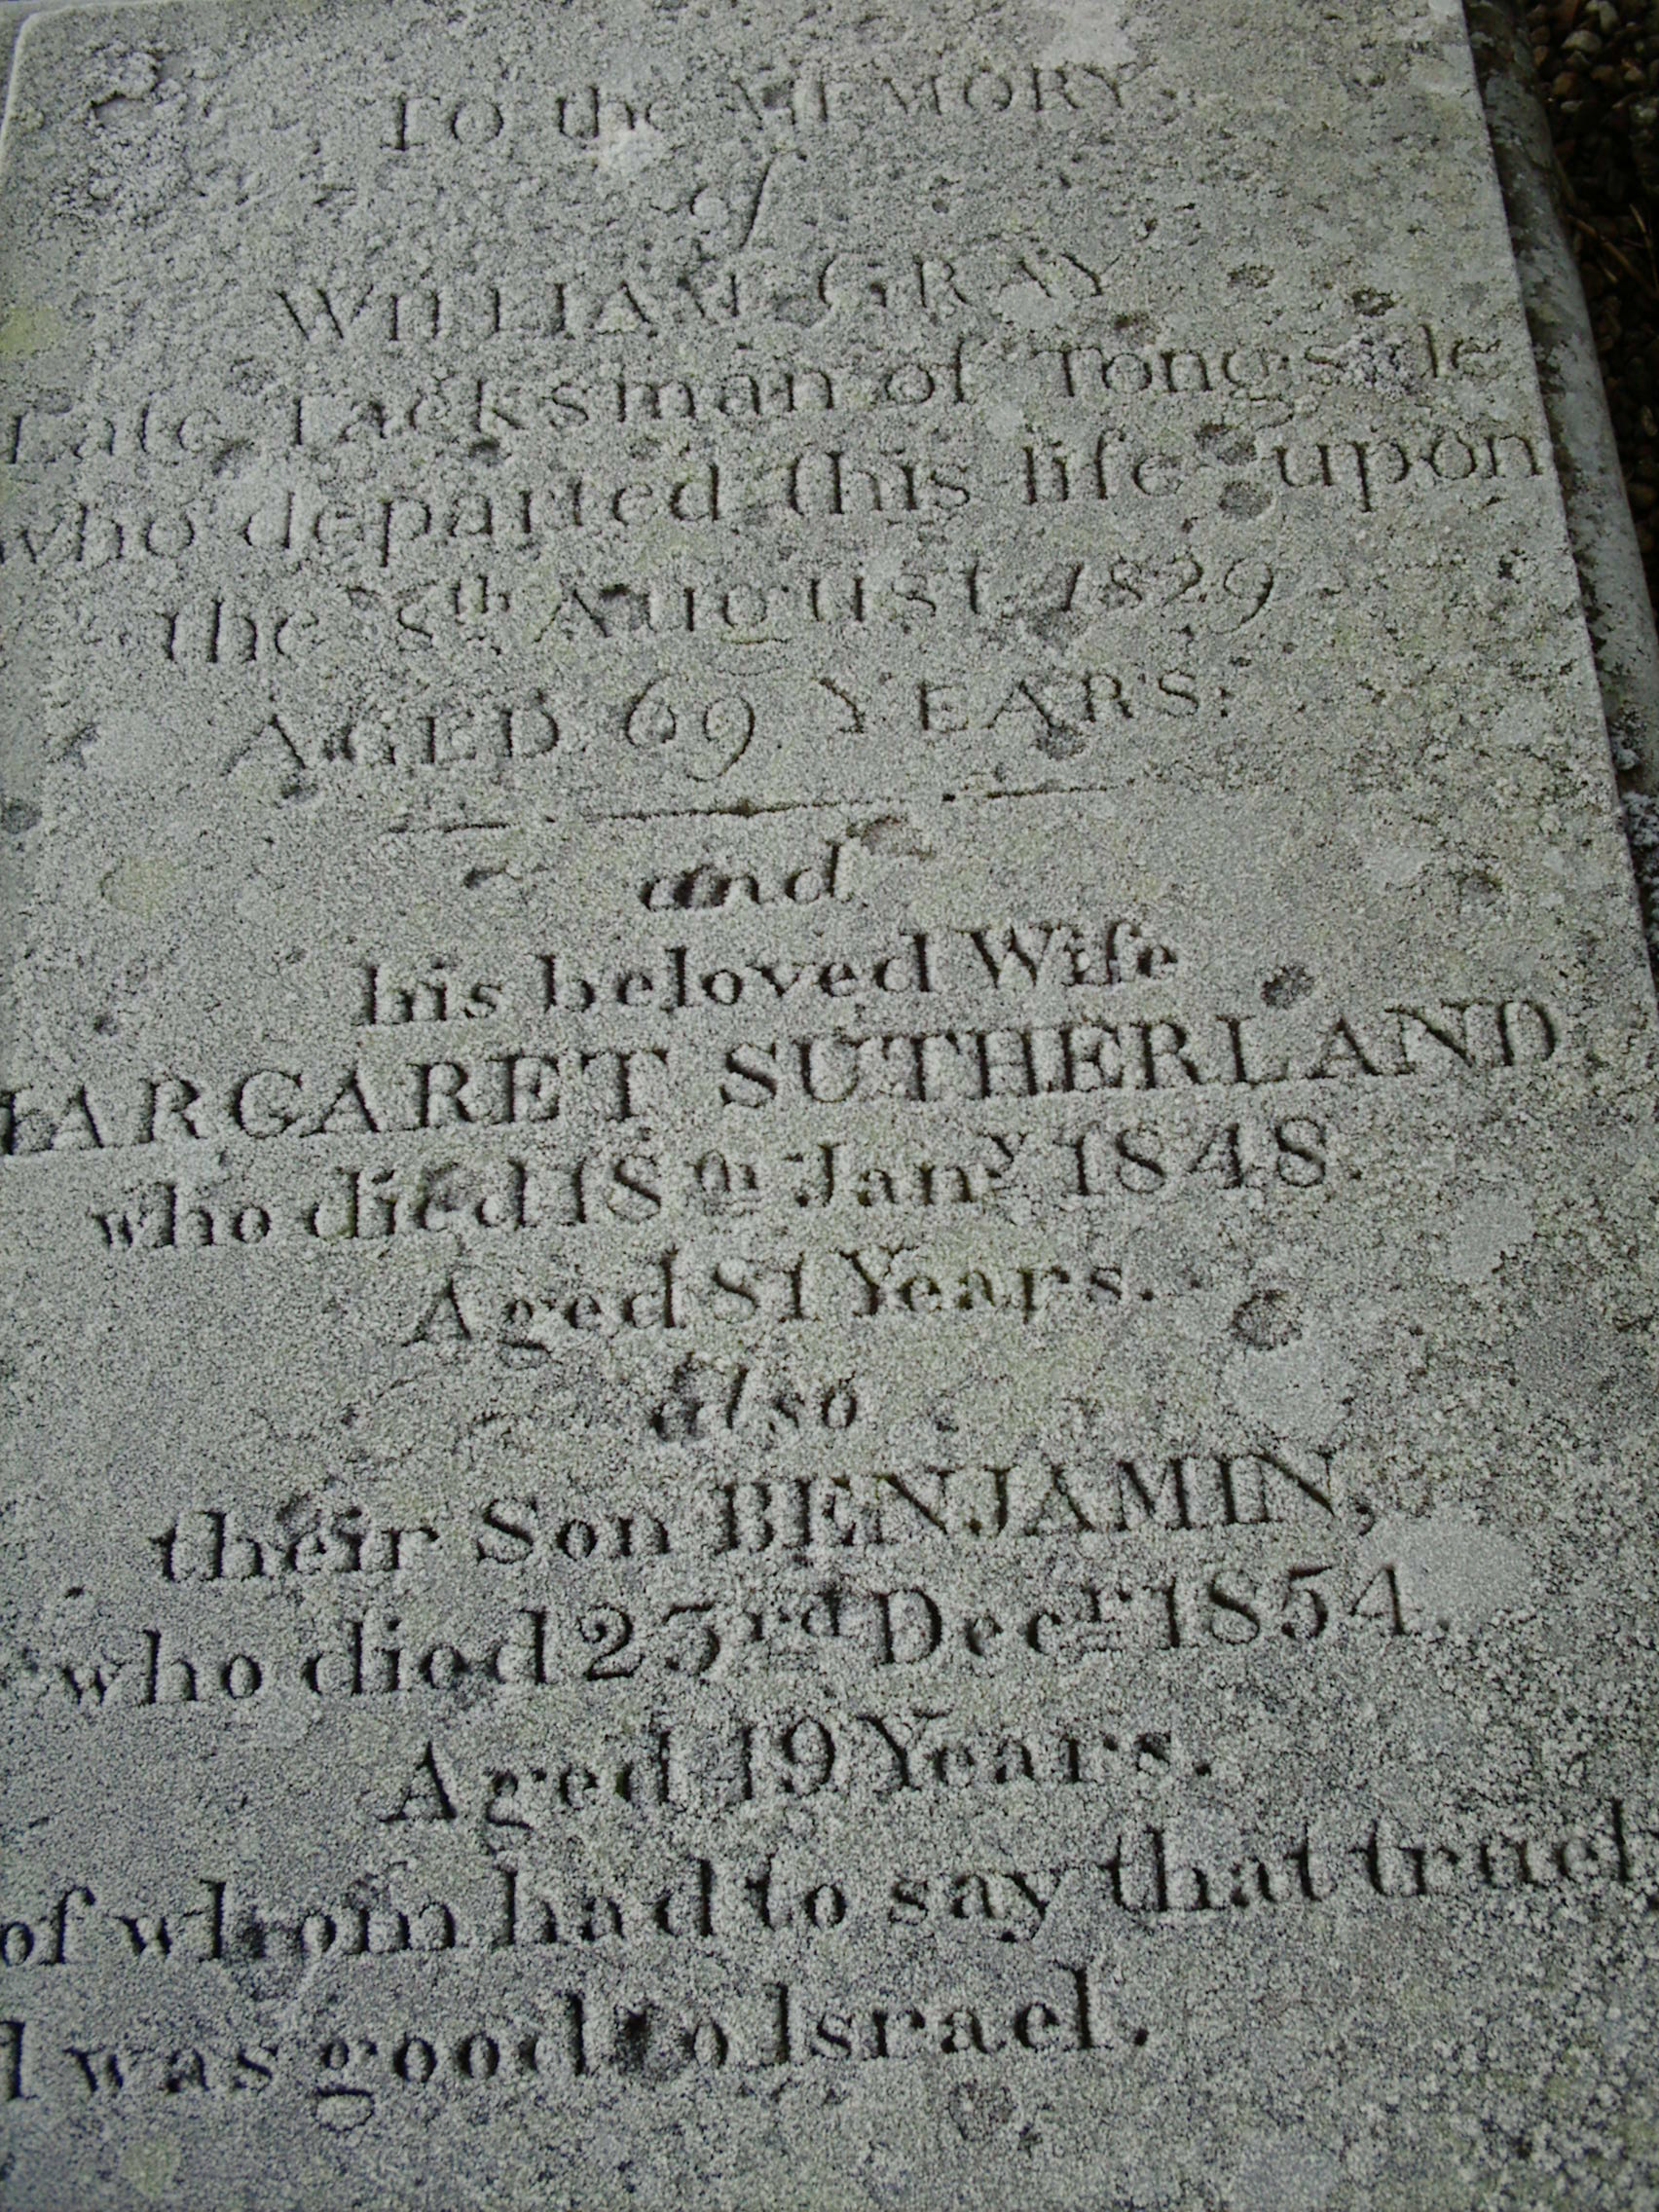 To the MEMORY
of
WILLIAM GRAY
Late Tacksman of Tongside
who departed this life upon
the 8th August 1829
AGED 69 YEARS.
and
his beloved Wife
MARGARET SUTHERLAND,
who died 18th Jany 1848.
Aged 81 Years.
also
their Son BENJAMIN,
who died 23rd Decr 1854.
Aged 49 Years.
of whom had to say that truely
was good to Israel.